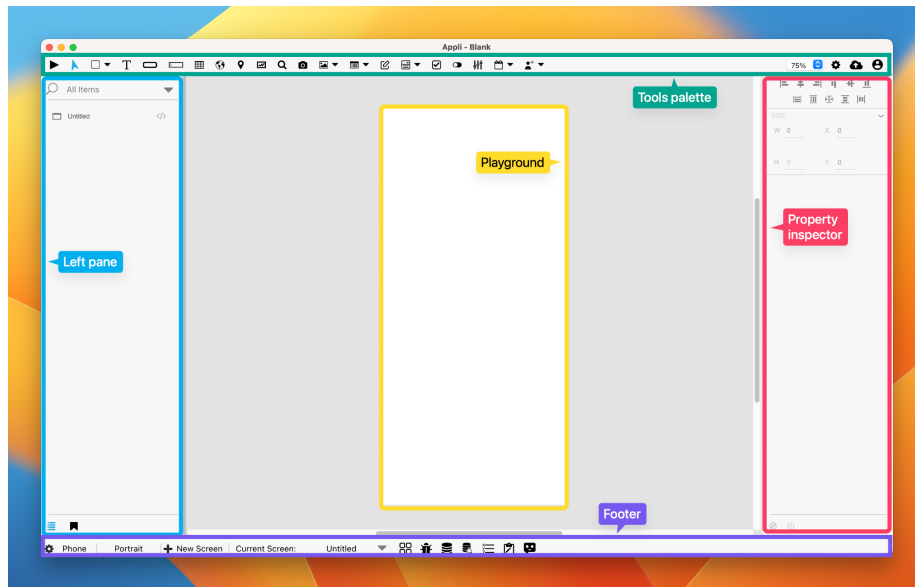 Appli - Blank
T
75%
Tools palette
All Items
Untitled
</>
Playground
SIZE
W 0 X 0
H 0 Y 0
Property
inspector
Left pane
Footer
</>
Phone Portrait New Screen Current Screen: Untitled